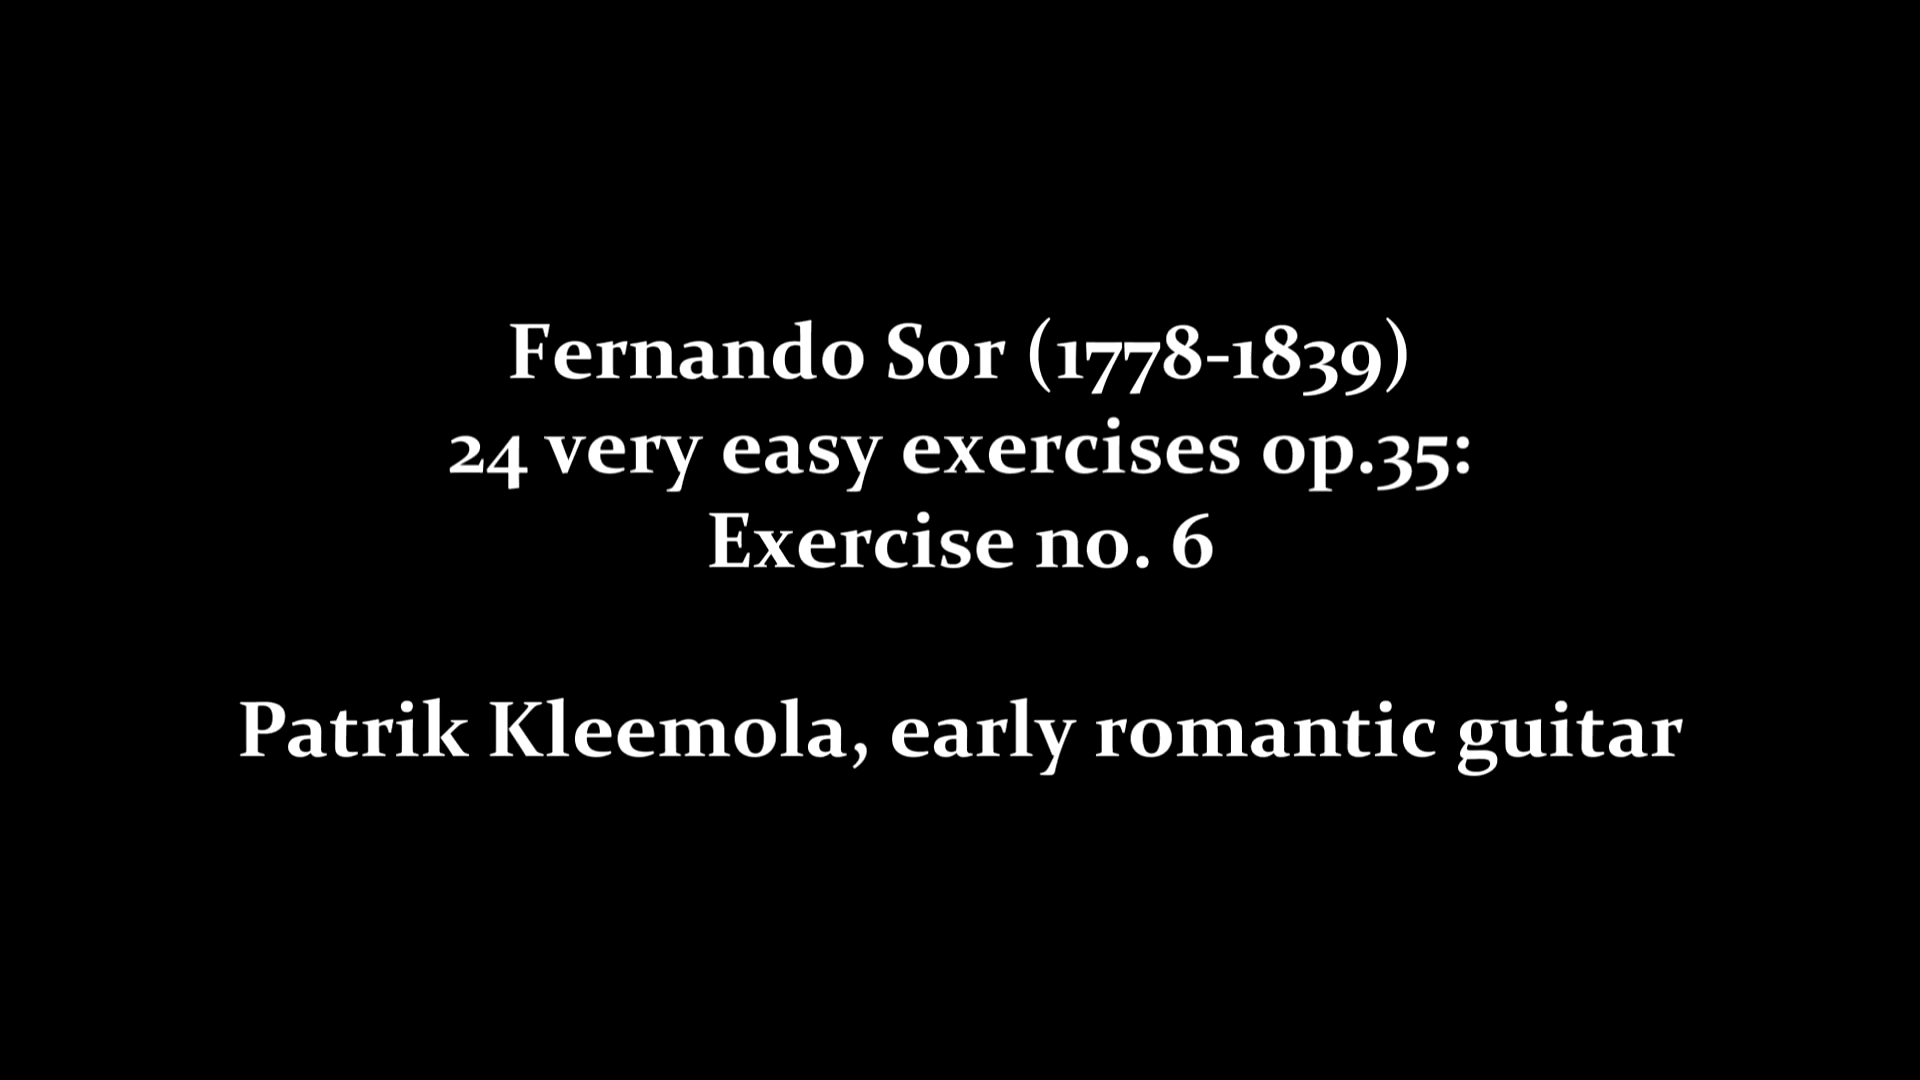 Fernando Sor (1778-1839)
24 very easy exercises op.35:
Exercise no. 6
Patrik Kleemola, early romantic guitar